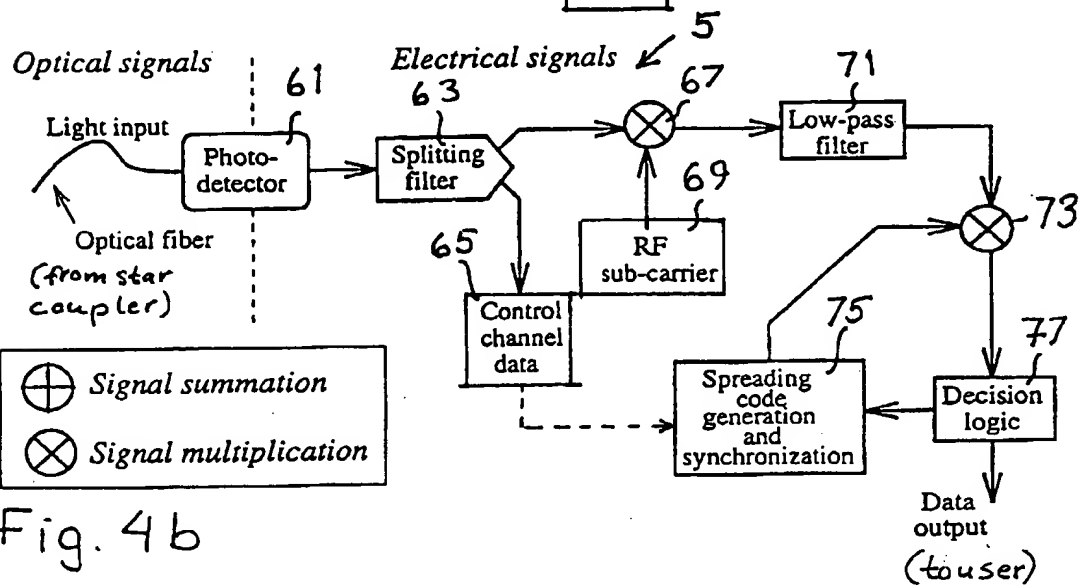 5
Optical signals
Electrical signals
61
63
67
71
Light input
Photo-
detector
Splitting
filter
Low-pass
filter
69
73
Optical fiber
(from star
coupler)
65
RF
sub-carrier
Control
channel
data
75
77
Signal summation
Signal multiplication
Spreading
code
generation
and
synchronization
Decision
logic
Data
output
(to user)
Fig. 4b